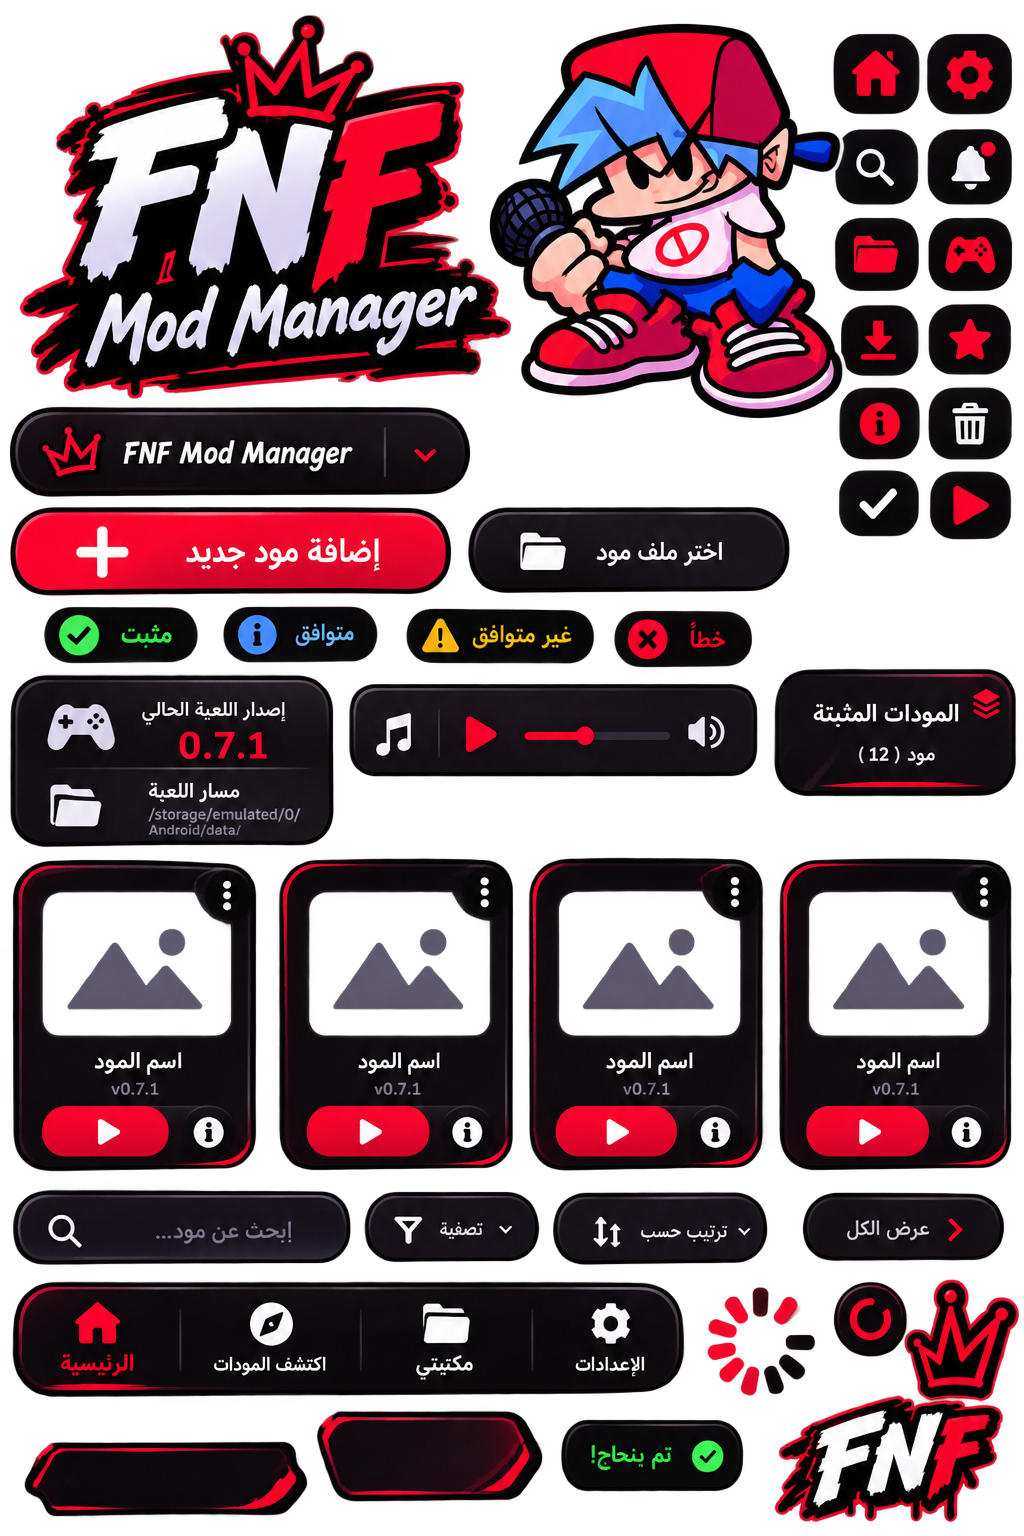 FNF
Mod Manager
FNF Mod Manager
إضافة مود جديد
اختر ملف مود
مثبت
متوافق
غير متوافق
خطأ
إصدار اللعبة الحالي
0.7.1
مسار اللعبة
/storage/emulated/0/
Android/data/
المودات المثبتة
مود ( 12 )
اسم المود
v0.7.1
اسم المود
v0.7.1
اسم المود
v0.7.1
اسم المود
v0.7.1
إبحث عن مود...
تصفية
ترتيب حسب
عرض الكل
الرئيسية
اكتشف المودات
مكتيتي
الإعدادات
تم ينحاج!
FNF